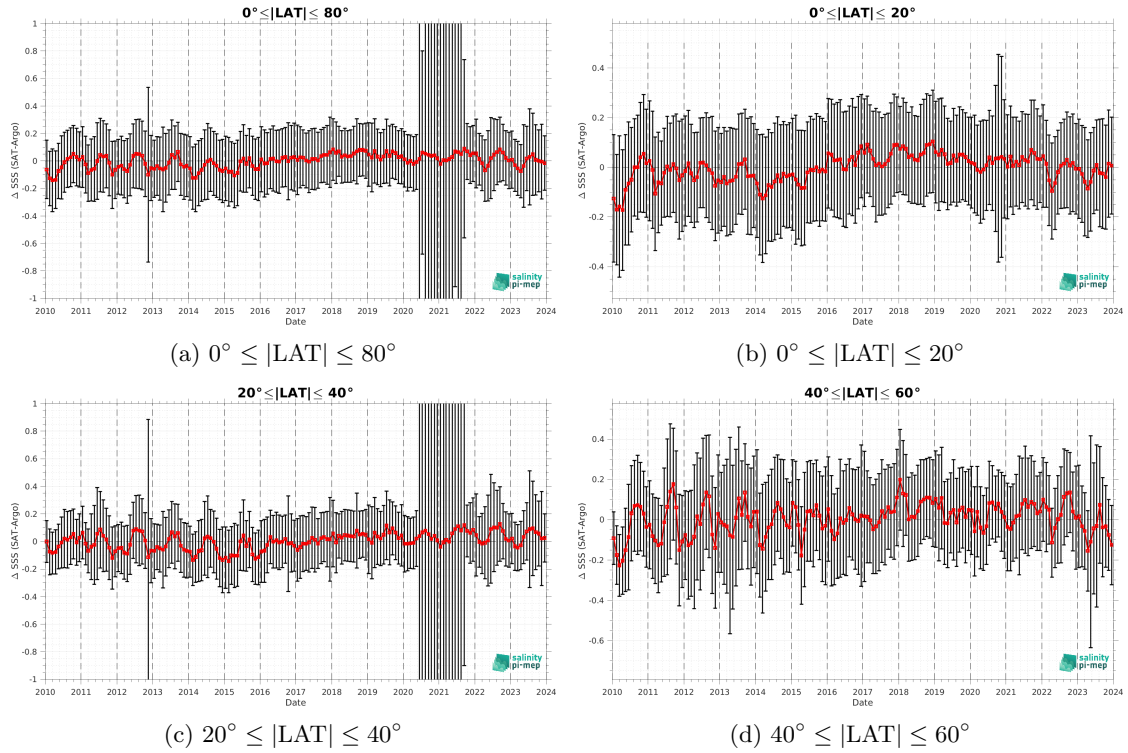 0°≤|LAT|≤ 80°
Δ SSS (SAT-Argo)
1
0.8
0.6
0.4
0.2
0
-0.2
-0.4
-0.6
-0.8
-1
2010 2011 2012 2013 2014 2015 2016 2017 2018 2019 2020 2021 2022 2023 2024
Date
salinity
pi-mep
(a) 0° ≤ |LAT| ≤ 80°
0°≤|LAT|≤ 20°
Δ SSS (SAT-Argo)
0.4
0.2
0
-0.2
-0.4
2010 2011 2012 2013 2014 2015 2016 2017 2018 2019 2020 2021 2022 2023 2024
Date
salinity
pi-mep
(b) 0° ≤ |LAT| ≤ 20°
20°≤|LAT|≤ 40°
Δ SSS (SAT-Argo)
1
0.8
0.6
0.4
0.2
0
-0.2
-0.4
-0.6
-0.8
-1
2010 2011 2012 2013 2014 2015 2016 2017 2018 2019 2020 2021 2022 2023 2024
Date
salinity
pi-mep
(c) 20° ≤ |LAT| ≤ 40°
40°≤|LAT|≤ 60°
Δ SSS (SAT-Argo)
0.4
0.2
0
-0.2
-0.4
-0.6
2010 2011 2012 2013 2014 2015 2016 2017 2018 2019 2020 2021 2022 2023 2024
Date
salinity
pi-mep
(d) 40° ≤ |LAT| ≤ 60°